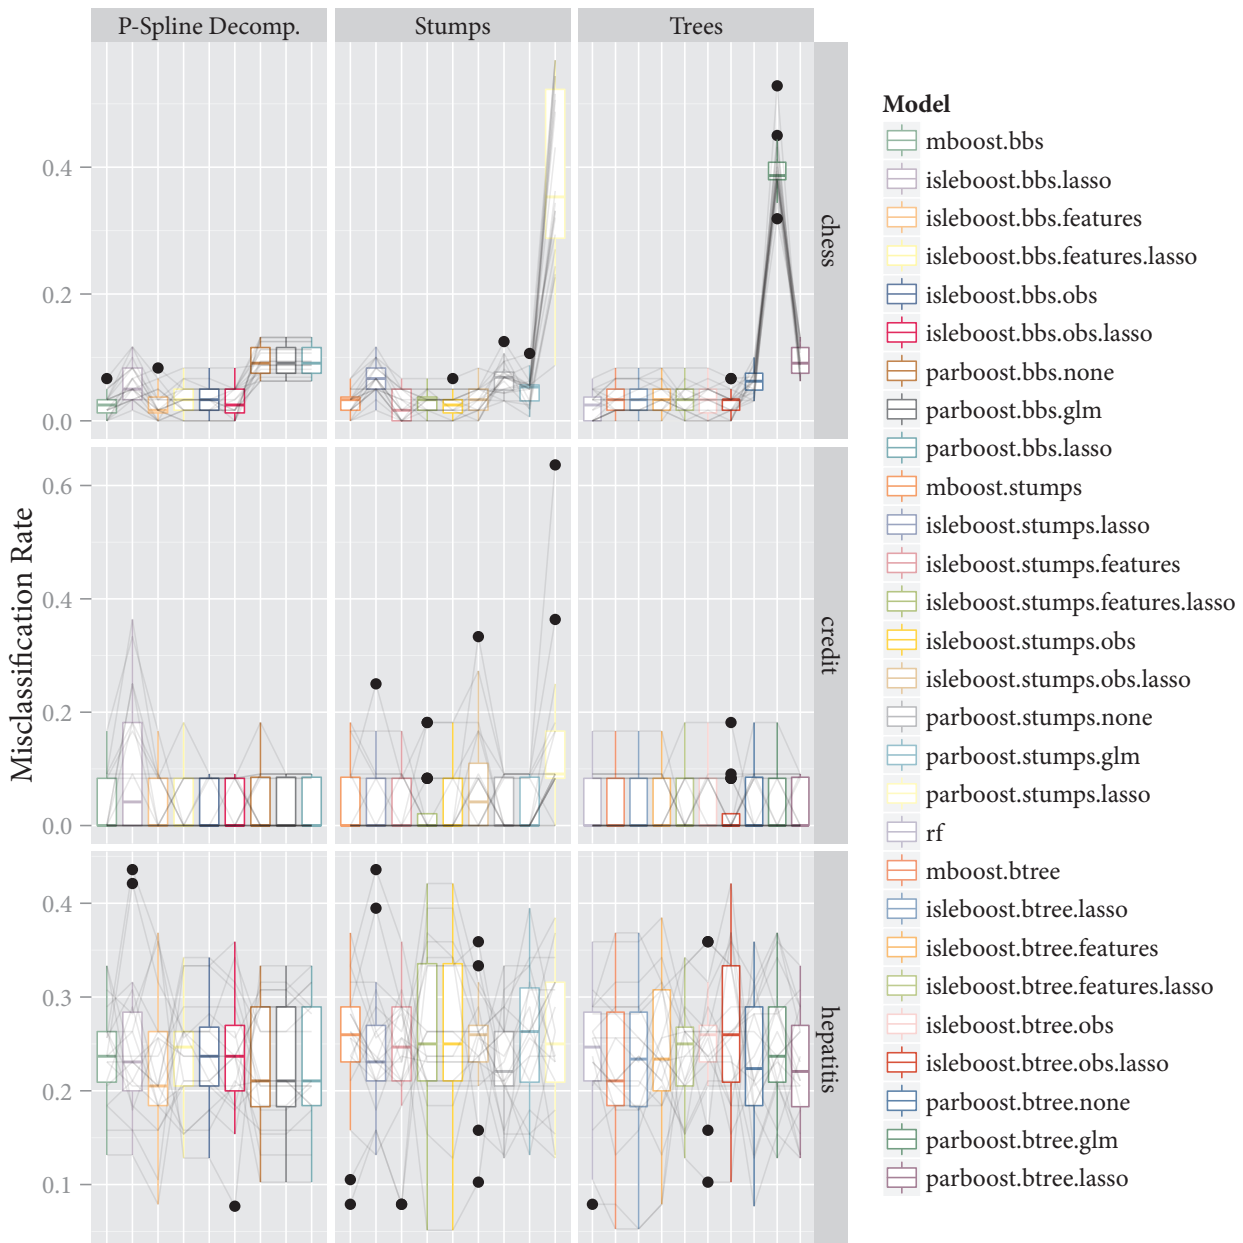 P-Spline Decomp. Stumps Trees
Misclassification Rate
0.4
0.2
0.0
chess
0.6
0.4
0.2
0.0
credit
0.4
0.3
0.2
0.1
hepatitis
Model
mboost.bbs
isleboost.bbs.lasso
isleboost.bbs.features
isleboost.bbs.features.lasso
isleboost.bbs.obs
isleboost.bbs.obs.lasso
parboost.bbs.none
parboost.bbs.glm
parboost.bbs.lasso
mboost.stumps
isleboost.stumps.lasso
isleboost.stumps.features
isleboost.stumps.features.lasso
isleboost.stumps.obs
isleboost.stumps.obs.lasso
parboost.stumps.none
parboost.stumps.glm
parboost.stumps.lasso
rf
mboost.btree
isleboost.btree.lasso
isleboost.btree.features
isleboost.btree.features.lasso
isleboost.btree.obs
isleboost.btree.obs.lasso
parboost.btree.none
parboost.btree.glm
parboost.btree.lasso